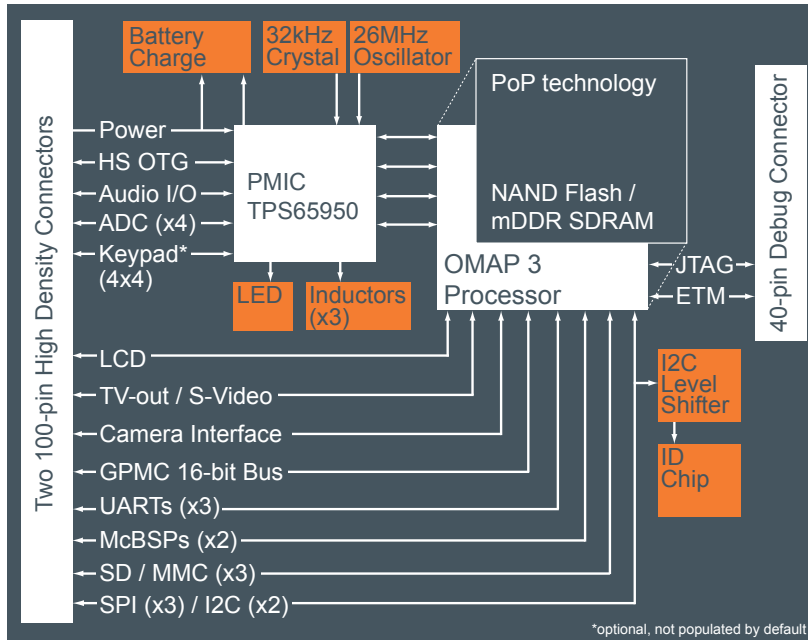 Battery
Charge
32kHz
Crystal
26MHz
Oscillator
PoP technology
NAND Flash /
mDDR SDRAM
Two 100-pin High Density Connectors
Power
HS OTG
Audio I/O
ADC (x4)
Keypad*
(4x4)
PMIC
TPS65950
OMAP 3
Processor
JTAG
ETM
40-pin Debug Connector
LED
Inductors
(x3)
LCD
TV-out / S-Video
Camera Interface
GPMC 16-bit Bus
UARTs (x3)
McBSPs (x2)
SD / MMC (x3)
SPI (x3) / I2C (x2)
I2C
Level
Shifter
ID
Chip
*optional, not populated by default